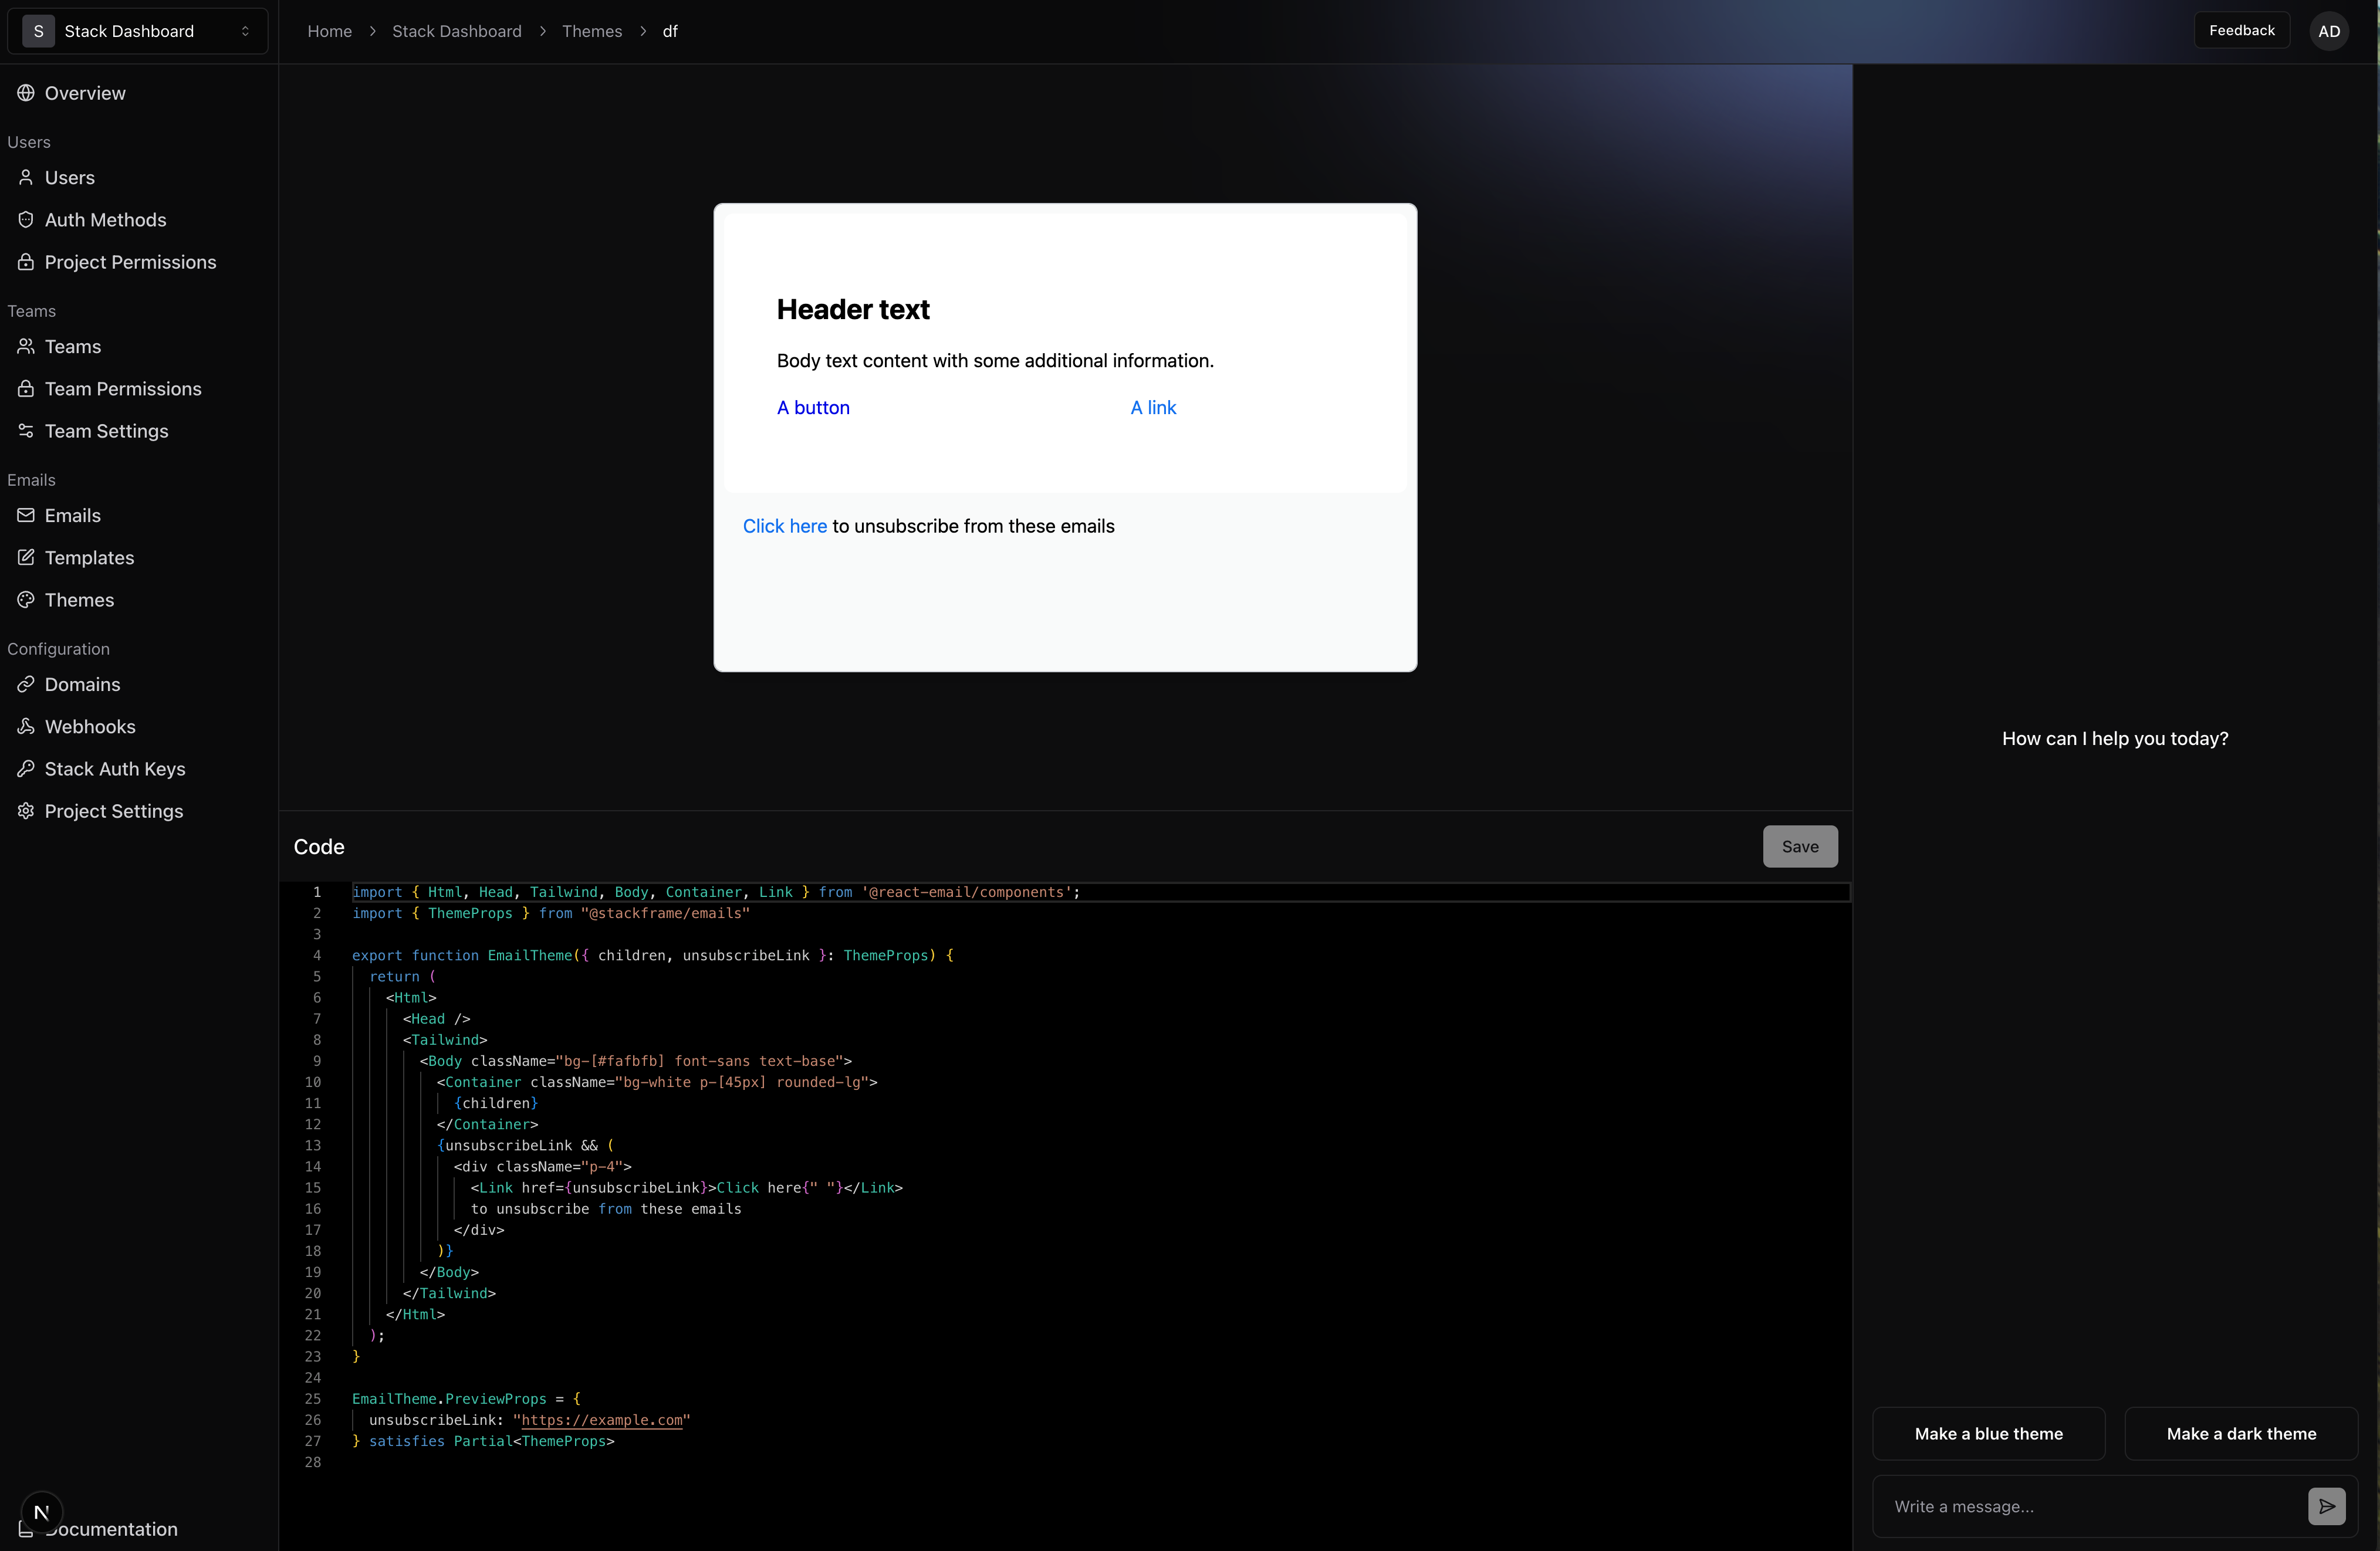 S Stack Dashboard
Home > Stack Dashboard > Themes > df
Feedback
AD
Overview
Users
Users
Auth Methods
Project Permissions
Teams
Teams
Team Permissions
Team Settings
Emails
Emails
Templates
Themes
Configuration
Domains
Webhooks
Stack Auth Keys
Project Settings
N
Documentation
Header text
Body text content with some additional information.
A button
A link
Click here to unsubscribe from these emails
Code
Save
1 import { Html, Head, Tailwind, Body, Container, Link } from '@react-email/components';
2 import { ThemeProps } from "@stackframe/emails"
3
4 export function EmailTheme({ children, unsubscribeLink }: ThemeProps) {
5   return (
6     <Html>
7       <Head />
8       <Tailwind>
9         <Body className="bg-[#fafbfb] font-sans text-base">
10           <Container className="bg-white p-[45px] rounded-lg">
11             {children}
12           </Container>
13           {unsubscribeLink && (
14             <div className="p-4">
15               <Link href={unsubscribeLink}>Click here{" "}</Link>
16               to unsubscribe from these emails
17             </div>
18           )}
19         </Body>
20       </Tailwind>
21     </Html>
22   );
23 }
24
25 EmailTheme.PreviewProps = {
26   unsubscribeLink: "https://example.com"
27 } satisfies Partial<ThemeProps>
28
How can I help you today?
Make a blue theme
Make a dark theme
Write a message...